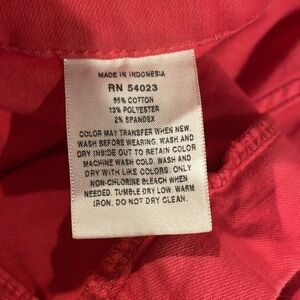 MADE IN INDONESIA
RN 54023
85% COTTON
13% POLYESTER
2% SPANDEX
COLOR MAY TRANSFER WHEN NEW.
WASH BEFORE WEARING. WASH AND
DRY INSIDE OUT TO RETAIN COLOR
MACHINE WASH COLD. WASH AND
DRY WITH LIKE COLORS. ONLY
NON-CHLORINE BLEACH WHEN
NEEDED. TUMBLE DRY LOW. WARM
IRON. DO NOT DRY CLEAN.